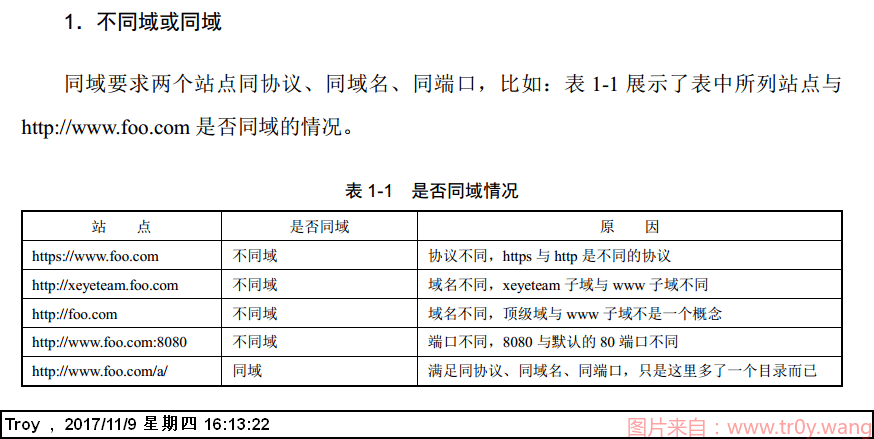 1．不同域或同域
同域要求两个站点同协议、同域名、同端口，比如：表 1-1 展示了表中所列站点与
http://www.foo.com 是否同域的情况。
表 1-1　是否同域情况
站　点　是否同域　原　因
https://www.foo.com　不同域　协议不同，https 与 http 是不同的协议
http://xeyeteam.foo.com　不同域　域名不同，xeyeteam 子域与 www 子域不同
http://foo.com　不同域　域名不同，顶级域与 www 子域不是一个概念
http://www.foo.com:8080　不同域　端口不同，8080 与默认的 80 端口不同
http://www.foo.com/a/　同域　满足同协议、同域名、同端口，只是这里多了一个目录而已
Troy ，2017/11/9 星期四 16:13:22
图片来自：www.tr0y.wang